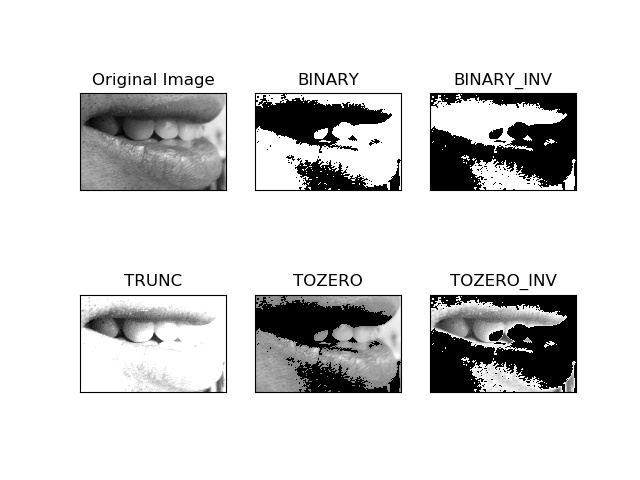 Original Image
BINARY
BINARY_INV
TRUNC
TOZERO
TOZERO_INV